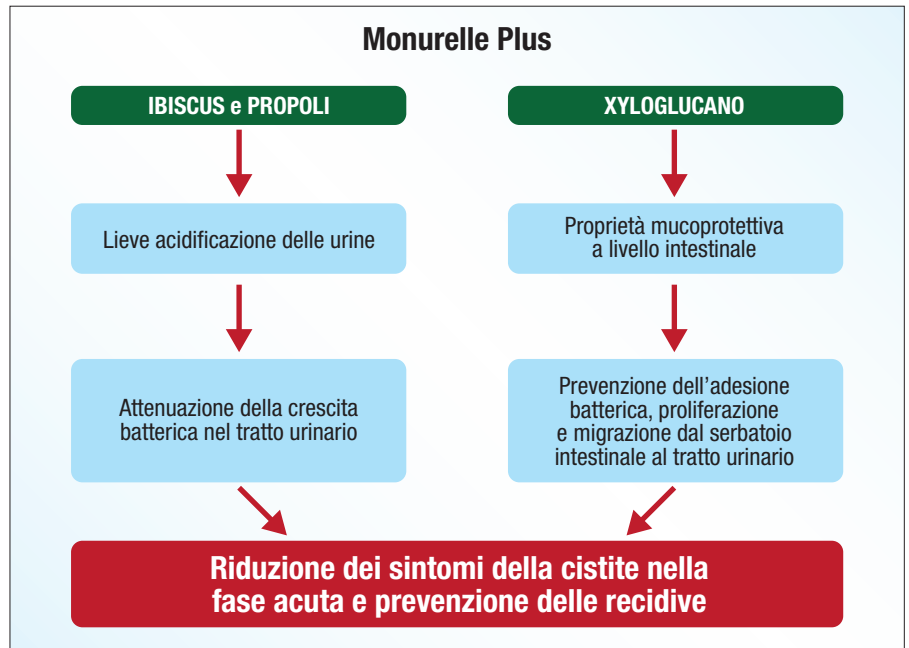 Monurelle Plus
IBISCUS e PROPOLI
XYLOGLUCANO
Lieve acidificazione delle urine
Proprietà mucoprotettiva
a livello intestinale
Attenuazione della crescita
batterica nel tratto urinario
Prevenzione dell’adesione
batterica, proliferazione
e migrazione dal serbatoio
intestinale al tratto urinario
Riduzione dei sintomi della cistite nella
fase acuta e prevenzione delle recidive